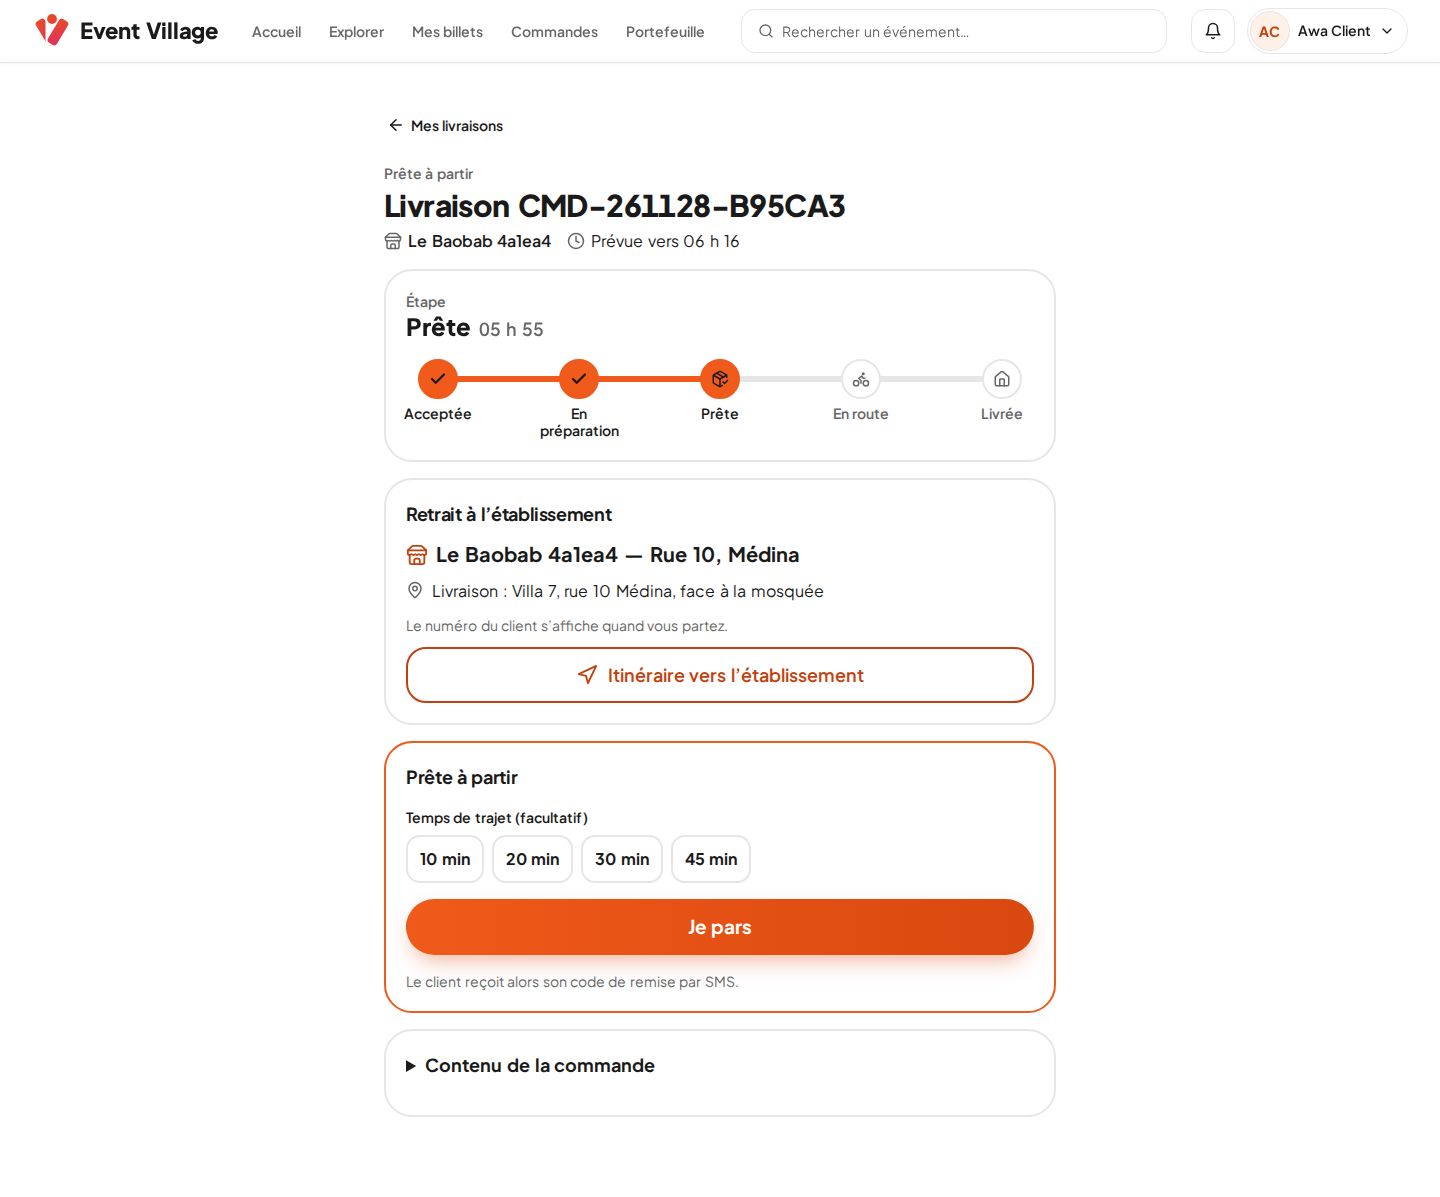 Event Village
Accueil
Explorer
Mes billets
Commandes
Portefeuille
Rechercher un événement…
AC
Awa Client
Mes livraisons
Prête à partir
Livraison CMD-261128-B95CA3
Le Baobab 4a1ea4
Prévue vers 06 h 16
Étape
Prête 05 h 55
Acceptée
En
préparation
Prête
En route
Livrée
Retrait à l’établissement
Le Baobab 4a1ea4 — Rue 10, Médina
Livraison : Villa 7, rue 10 Médina, face à la mosquée
Le numéro du client s’affiche quand vous partez.
Itinéraire vers l’établissement
Prête à partir
Temps de trajet (facultatif)
10 min
20 min
30 min
45 min
Je pars
Le client reçoit alors son code de remise par SMS.
Contenu de la commande